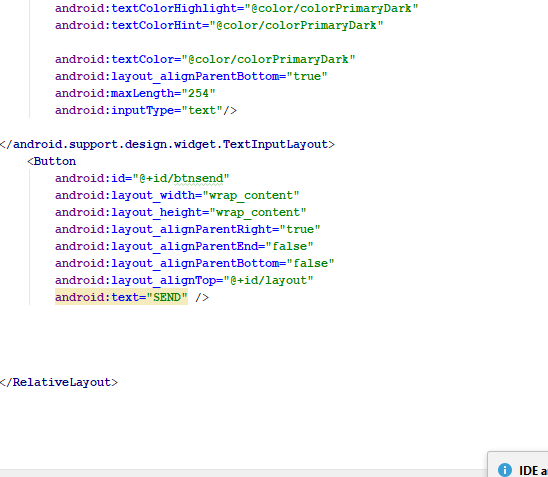 android:textColorHighlight="@color/colorPrimaryDark"
android:textColorHint="@color/colorPrimaryDark"
android:textColor="@color/colorPrimaryDark"
android:layout_alignParentBottom="true"
android:maxLength="254"
android:inputType="text"/>
</android.support.design.widget.TextInputLayout>
<Button
android:id="@+id/btnsend"
android:layout_width="wrap_content"
android:layout_height="wrap_content"
android:layout_alignParentRight="true"
android:layout_alignParentEnd="false"
android:layout_alignParentBottom="false"
android:layout_alignTop="@+id/layout"
android:text="SEND" />
</RelativeLayout>
IDE